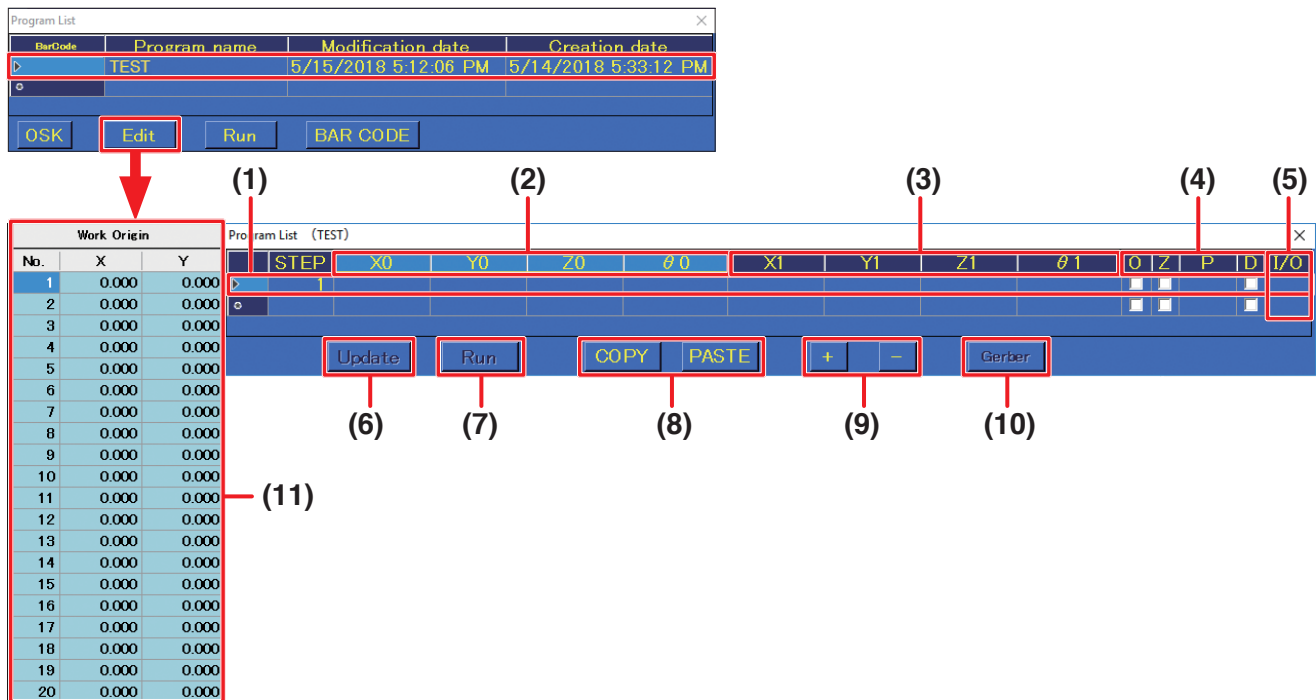 Program List
BarCode Program name Modification date Creation date
TEST 5/15/2018 5:12:06 PM 5/14/2018 5:33:12 PM
OSK Edit Run BAR CODE
(1) (2) (3) (4) (5)
Work Origin
No. X Y
1 0.000 0.000
2 0.000 0.000
3 0.000 0.000
4 0.000 0.000
5 0.000 0.000
6 0.000 0.000
7 0.000 0.000
8 0.000 0.000
9 0.000 0.000
10 0.000 0.000
11 0.000 0.000
12 0.000 0.000
13 0.000 0.000
14 0.000 0.000
15 0.000 0.000
16 0.000 0.000
17 0.000 0.000
18 0.000 0.000
19 0.000 0.000
20 0.000 0.000
Program List (TEST)
STEP X0 Y0 Z0 θ0 X1 Y1 Z1 θ1 O Z P D I/O
1
Update Run COPY PASTE + - Gerber
(6) (7) (8) (9) (10)
(11)